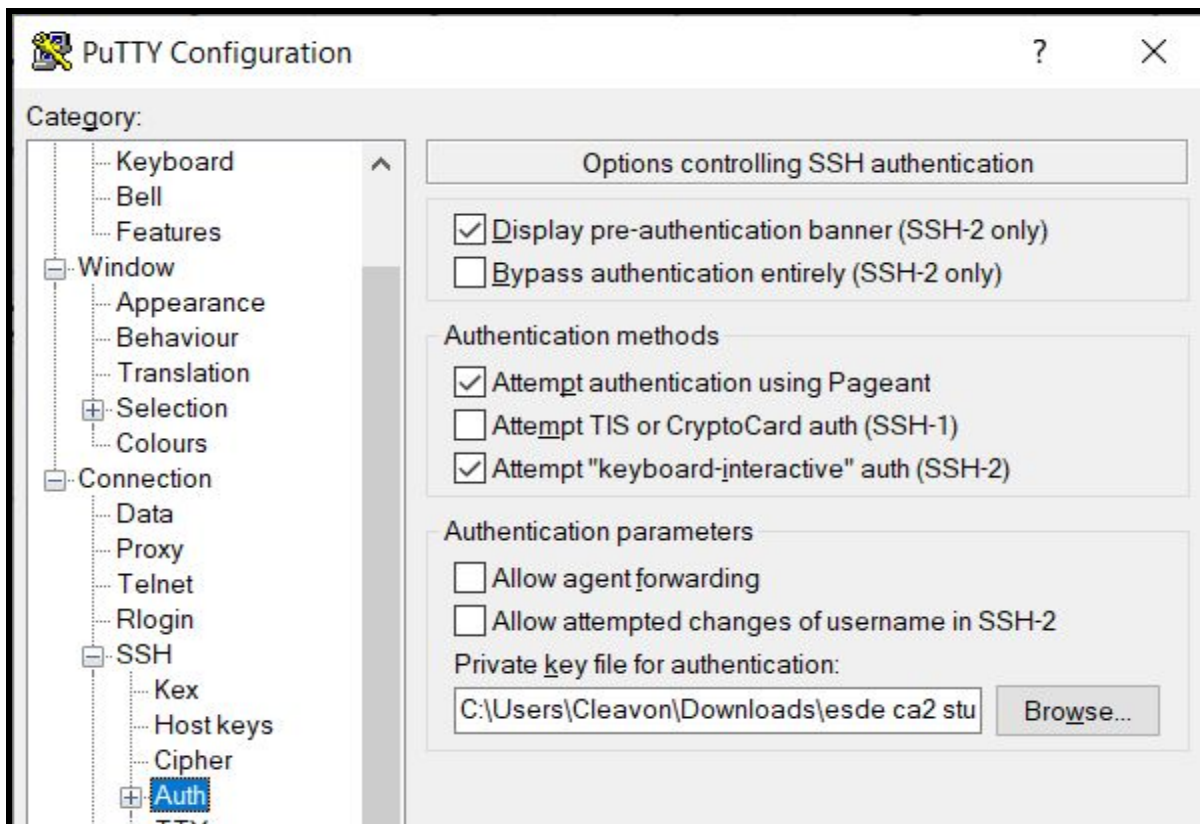 PuTTY Configuration
?
Category:
Keyboard
Bell
Features
Window
Appearance
Behaviour
Translation
Selection
Colours
Connection
Data
Proxy
Telnet
Rlogin
SSH
Kex
Host keys
Cipher
Auth
TTY
Options controlling SSH authentication
Display pre-authentication banner (SSH-2 only)
Bypass authentication entirely (SSH-2 only)
Authentication methods
Attempt authentication using Pageant
Attempt TIS or CryptoCard auth (SSH-1)
Attempt "keyboard-interactive" auth (SSH-2)
Authentication parameters
Allow agent forwarding
Allow attempted changes of username in SSH-2
Private key file for authentication:
C:\Users\Cleavon\Downloads\esde ca2 stu
Browse...